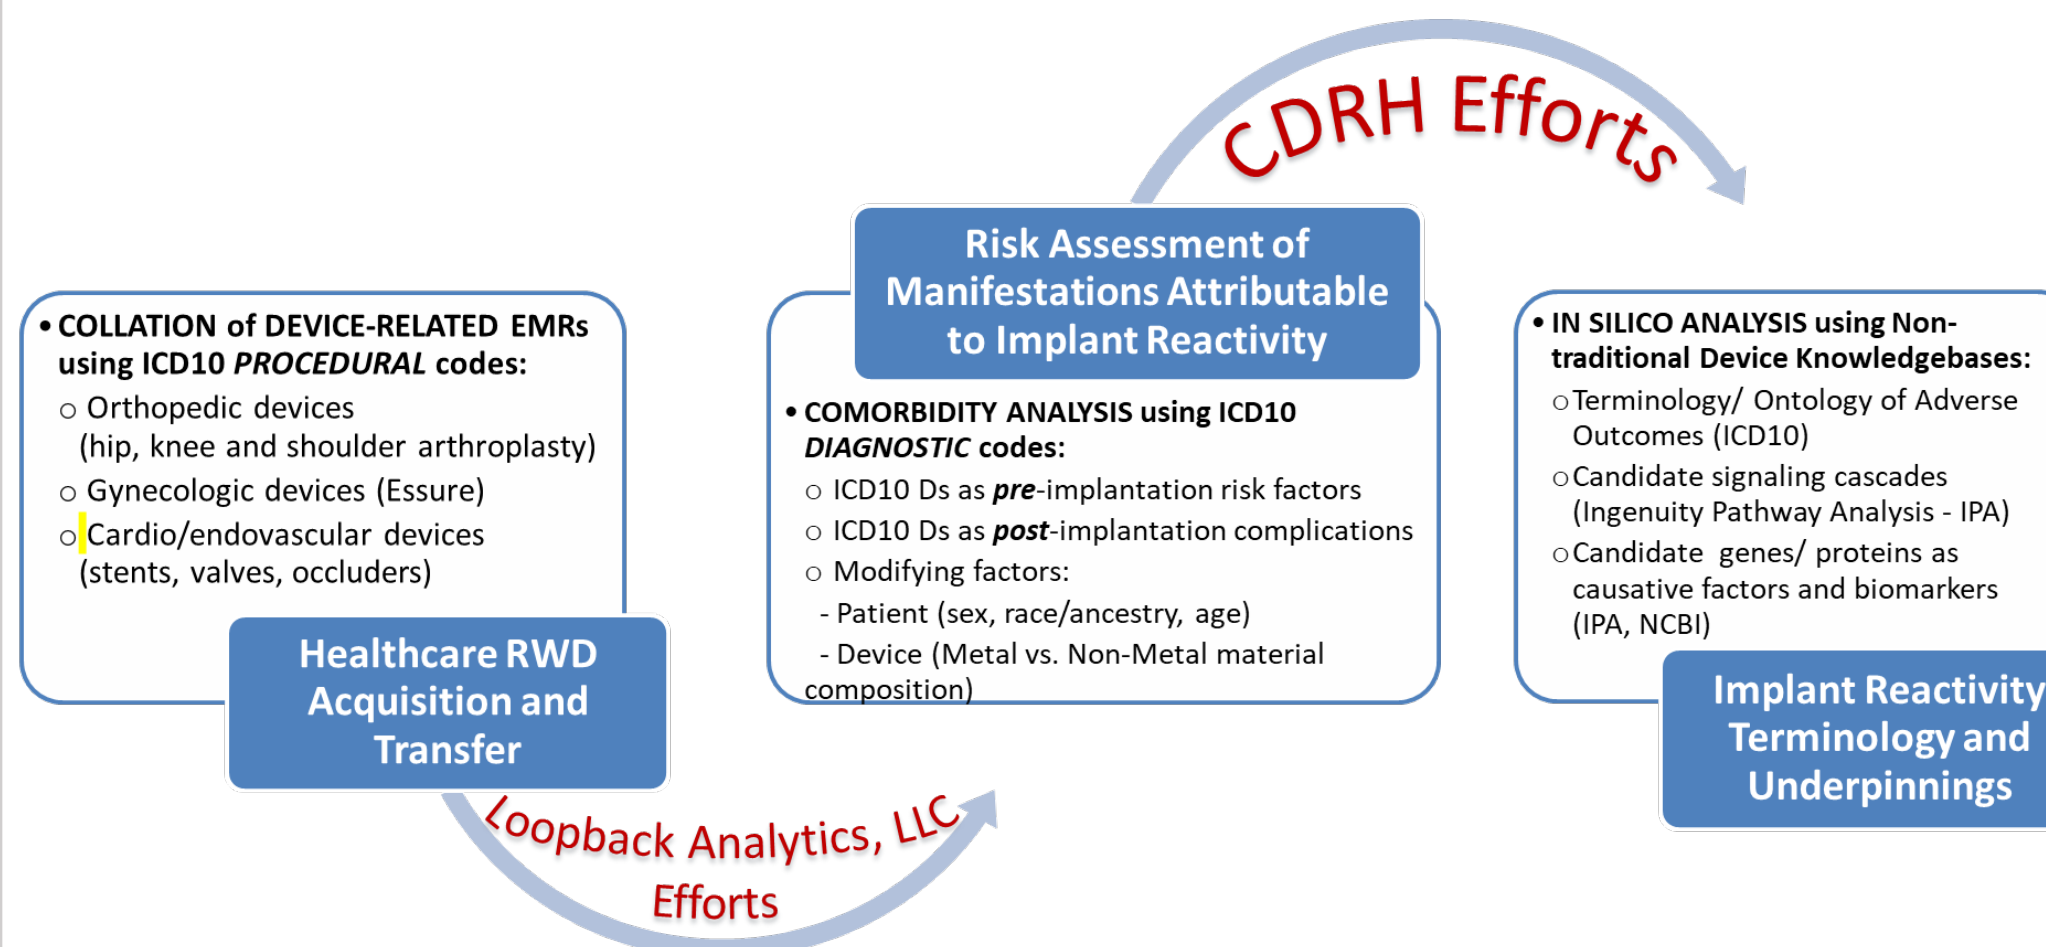 CDRH Efforts
• COLLATION of DEVICE-RELATED EMRs
using ICD10 PROCEDURAL codes:
o Orthopedic devices
(hip, knee and shoulder arthroplasty)
o Gynecologic devices (Essure)
o Cardio/endovascular devices
(stents, valves, occluders)
Healthcare RWD
Acquisition and
Transfer
Loopback Analytics, LLC
Efforts
Risk Assessment of
Manifestations Attributable
to Implant Reactivity
• COMORBIDITY ANALYSIS using ICD10
DIAGNOSTIC codes:
o ICD10 Ds as pre-implantation risk factors
o ICD10 Ds as post-implantation complications
o Modifying factors:
- Patient (sex, race/ancestry, age)
- Device (Metal vs. Non-Metal material
composition)
• IN SILICO ANALYSIS using Non-
traditional Device Knowledgebases:
o Terminology/ Ontology of Adverse
Outcomes (ICD10)
o Candidate signaling cascades
(Ingenuity Pathway Analysis - IPA)
o Candidate genes/ proteins as
causative factors and biomarkers
(IPA, NCBI)
Implant Reactivity
Terminology and
Underpinnings